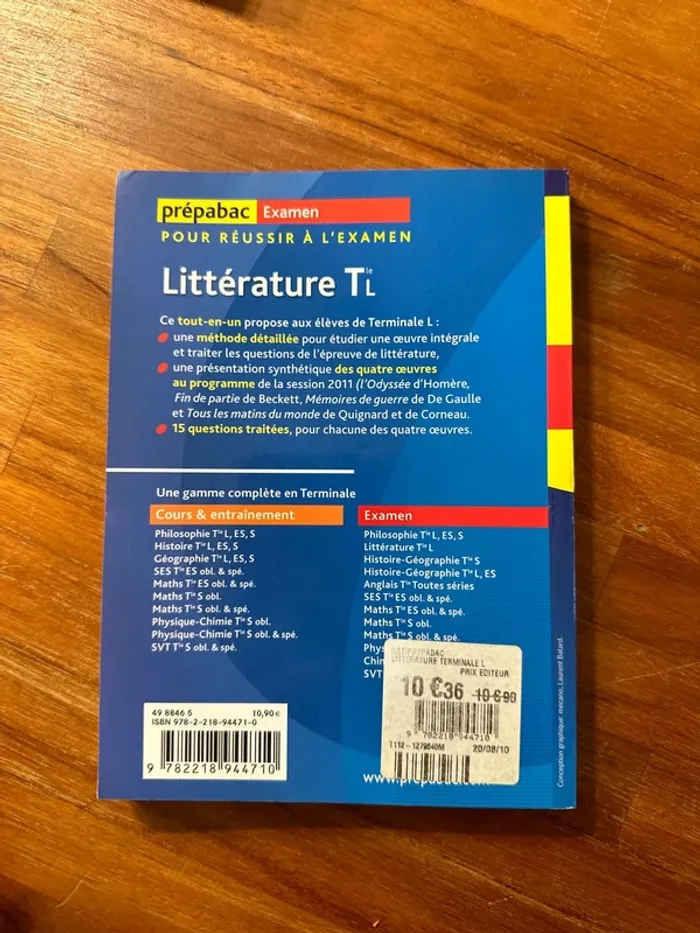 prépabac Examen
POUR RÉUSSIR À L'EXAMEN
Littérature Tle L
Ce tout-en-un propose aux élèves de Terminale L :
une méthode détaillée pour étudier une œuvre intégrale
et traiter les questions de l'épreuve de littérature,
une présentation synthétique des quatre œuvres
au programme de la session 2011 (l'Odyssée d'Homère,
Fin de partie de Beckett, Mémoires de guerre de De Gaulle
et Tous les matins du monde de Quignard et de Corneau.
15 questions traitées, pour chacune des quatre œuvres.
Une gamme complète en Terminale
Cours & entraînement
Philosophie Tle L, ES, S
Histoire Tle L, ES, S
Géographie Tle L, ES, S
SES Tle ES obl. & spé.
Maths Tle ES obl. & spé.
Maths Tle S obl.
Maths Tle S obl. & spé.
Physique-Chimie Tle S obl.
Physique-Chimie Tle S obl. & spé.
SVT Tle S obl. & spé.
Examen
Philosophie Tle L, ES, S
Littérature Tle L
Histoire-Géographie Tle S
Histoire-Géographie Tle L, ES
Anglais Tle Toutes séries
SES Tle ES obl. & spé.
Maths Tle ES obl. & spé.
Maths Tle S obl.
Maths Tle S obl. & spé.
SVT
49 8846 5 10,90 €
ISBN 978-2-218-94471-0
9 782218 944710
LITTERATURE TERMINALE L
PRIX EDITEUR
10 €36 10 €90
9 782218 944710
T112-1279040M 20/08/10
Conception graphique: mecano, Laurent Batard.